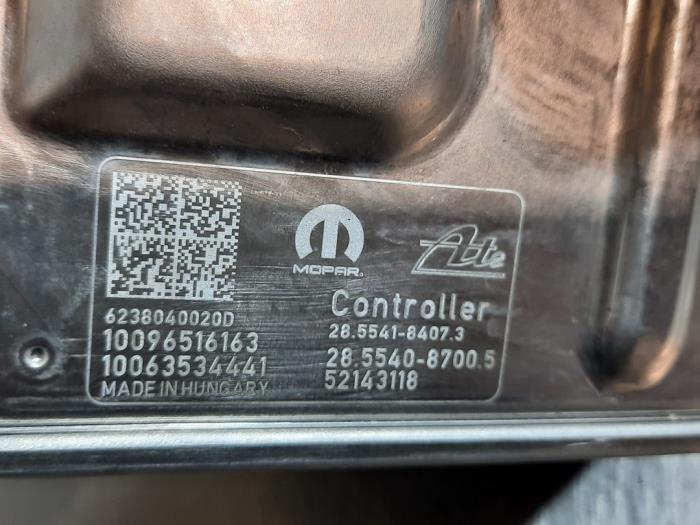 MOPAR®
Ate
6238040020D
10096516163
10063534441
MADE IN HUNGARY
Controller
28.5541-8407.3
28.5540-8700.5
52143118